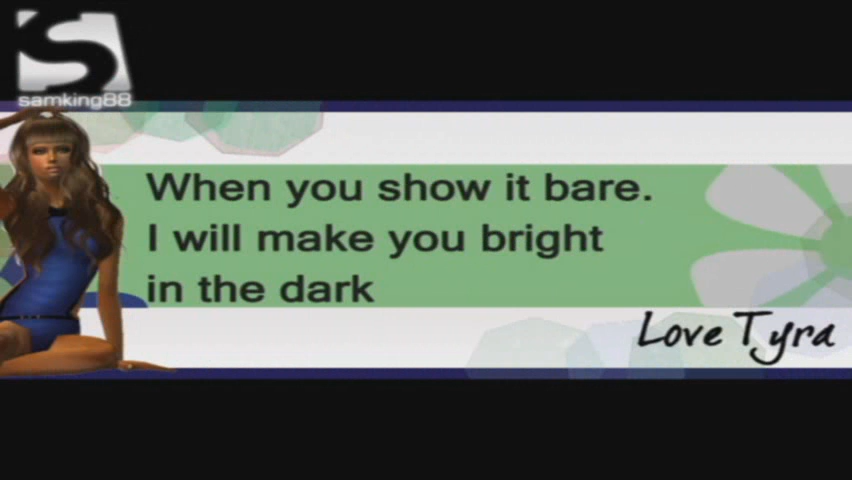 samking88
When you show it bare.
I will make you bright
in the dark
Love Tyra